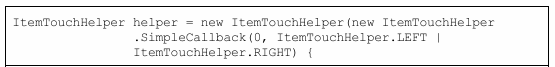 ItemTouchHelper helper = new ItemTouchHelper(new ItemTouchHelper
.SimpleCallback(0, ItemTouchHelper.LEFT |
ItemTouchHelper.RIGHT) {